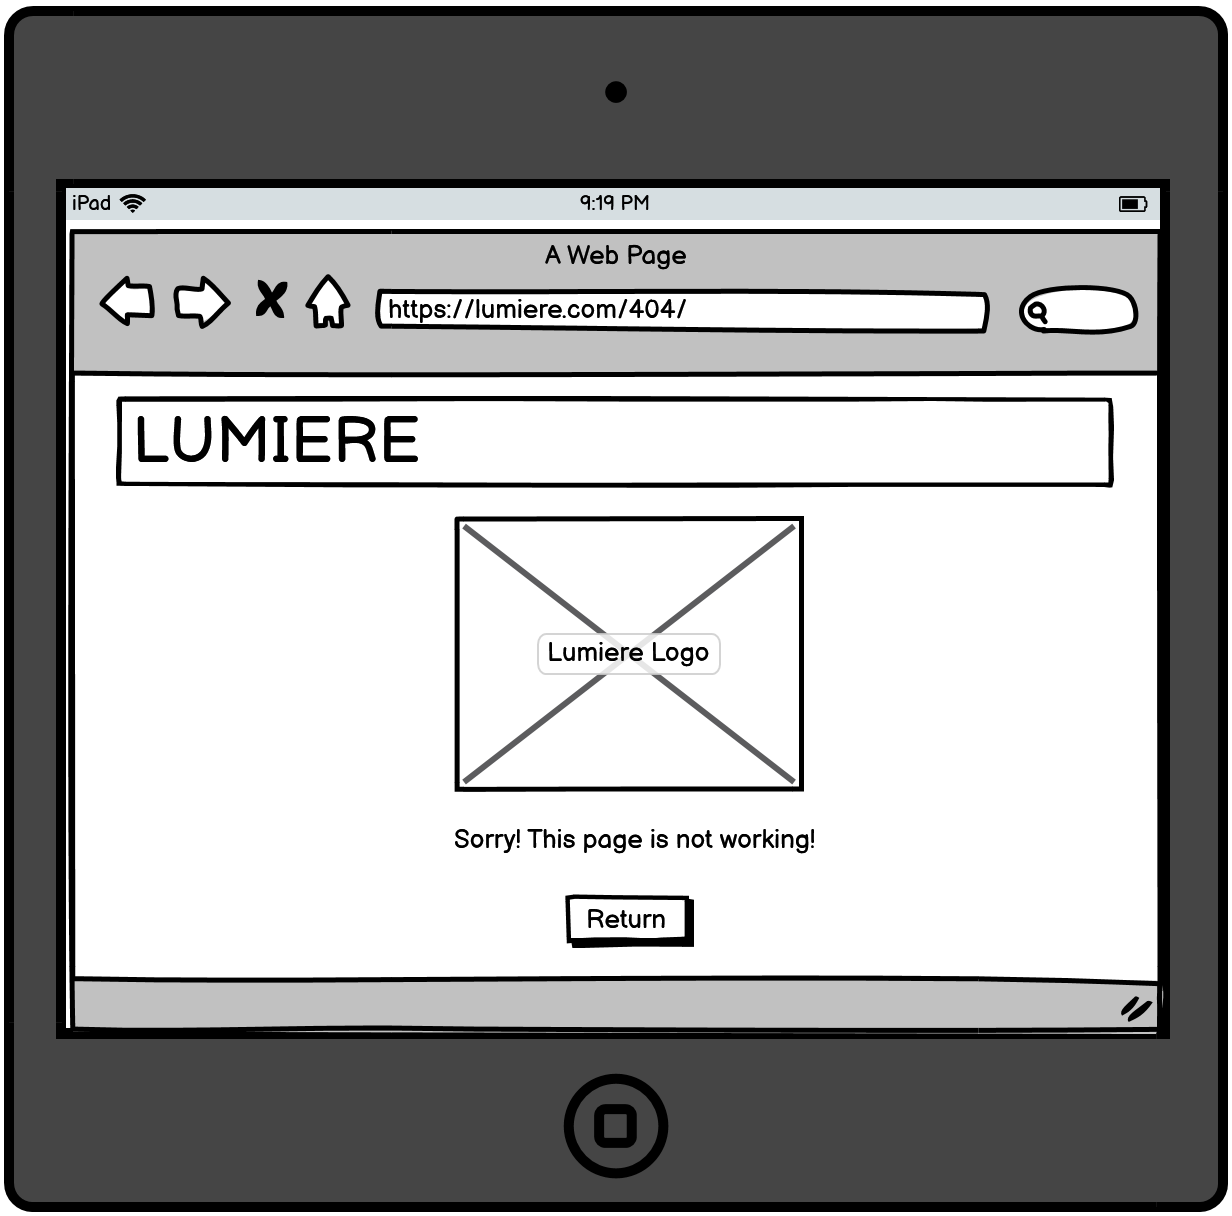 iPad
9:19 PM
A Web Page
https://lumiere.com/404/
LUMIERE
Lumiere Logo
Sorry! This page is not working!
Return